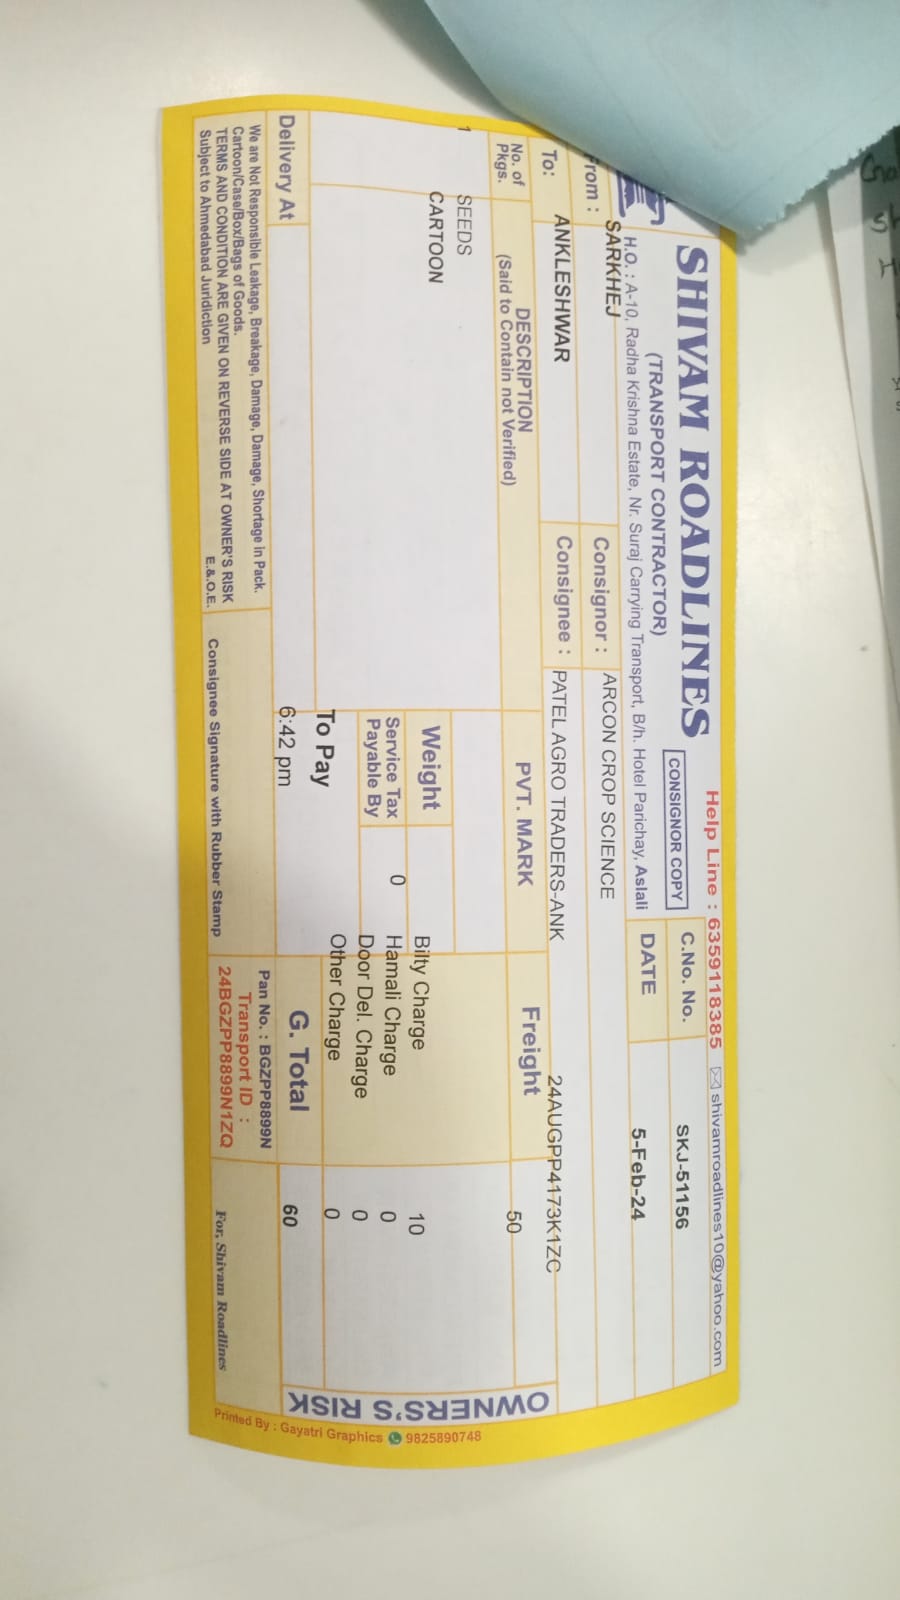 Help Line : 6359118385 shivamroadlines10@yahoo.com
SHIVAM ROADLINES
(TRANSPORT CONTRACTOR)
CONSIGNOR COPY
H.O. : A-10, Radha Krishna Estate, Nr. Suraj Carrying Transport, B/h. Hotel Parichay, Aslali
C.No. No. SKJ-51156
DATE 5-Feb-24
From : SARKHEJ Consignor : ARCON CROP SCIENCE
To: ANKLESHWAR Consignee : PATEL AGRO TRADERS-ANK 24AUGPP4173K1ZC
No. of Pkgs. DESCRIPTION PVT. MARK Freight 50
(Said to Contain not Verified)
1 SEEDS
CARTOON
Weight
Service Tax Payable By 0
Bilty Charge 10
Hamali Charge 0
Door Del. Charge 0
Other Charge 0
To Pay
6:42 pm
Delivery At
G. Total 60
We are Not Responsible Leakage, Breakage, Damage, Damage, Shortage in Pack.
Cartoon/Case/Box/Bags of Goods.
TERMS AND CONDITION ARE GIVEN ON REVERSE SIDE AT OWNER'S RISK
Subject to Ahmedabad Juridiction E.&.O.E.
Consignee Signature with Rubber Stamp
Pan No. : BGZPP8899N
Transport ID :
24BGZPP8899N1ZQ
For, Shivam Roadlines
OWNERS'S RISK
Printed By : Gayatri Graphics 9825890748